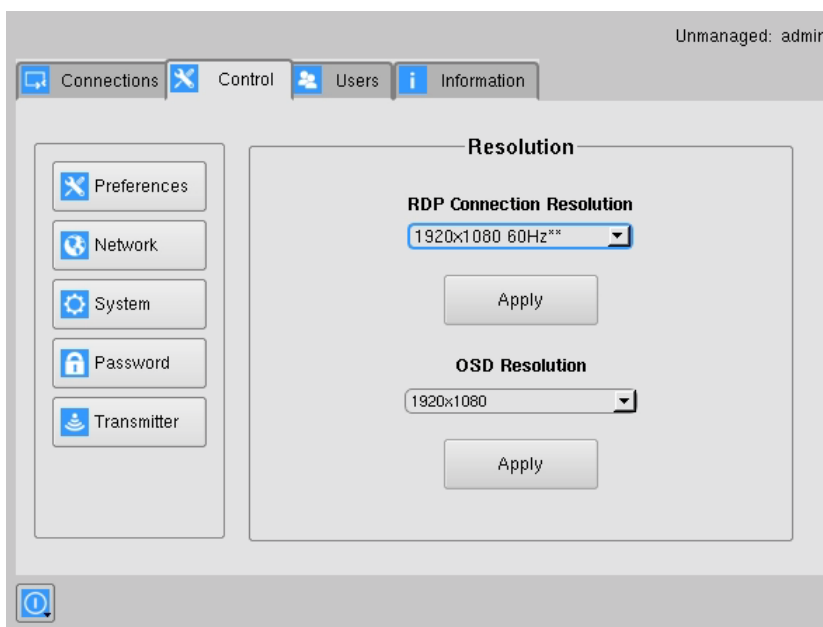 Unmanaged: admin
Connections Control Users Information
Resolution
Preferences
RDP Connection Resolution
1920x1080 60Hz**
Network
Apply
System
Password
OSD Resolution
1920x1080
Transmitter
Apply